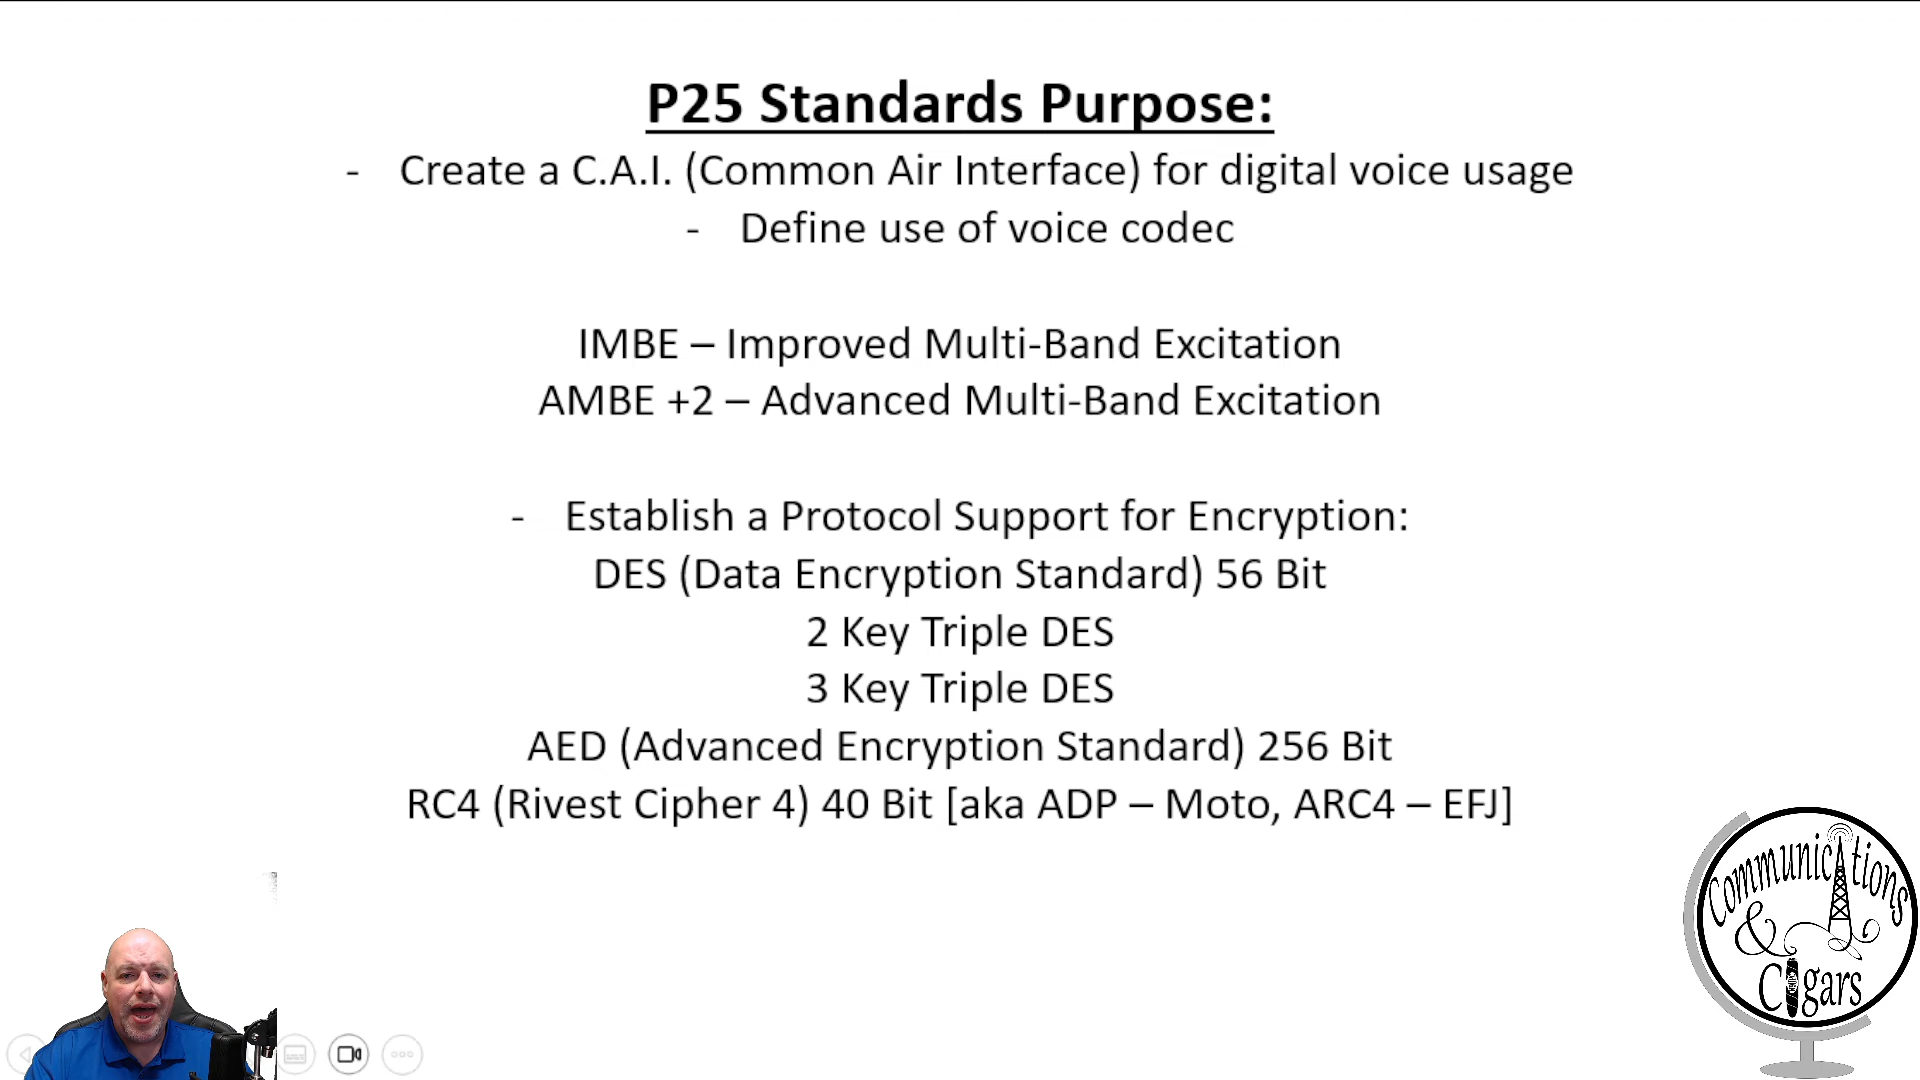 P25 Standards Purpose:
- Create a C.A.I. (Common Air Interface) for digital voice usage
- Define use of voice codec
IMBE – Improved Multi-Band Excitation
AMBE +2 – Advanced Multi-Band Excitation
- Establish a Protocol Support for Encryption:
DES (Data Encryption Standard) 56 Bit
2 Key Triple DES
3 Key Triple DES
AED (Advanced Encryption Standard) 256 Bit
RC4 (Rivest Cipher 4) 40 Bit [aka ADP – Moto, ARC4 – EFJ]
Communications
&
Cigars